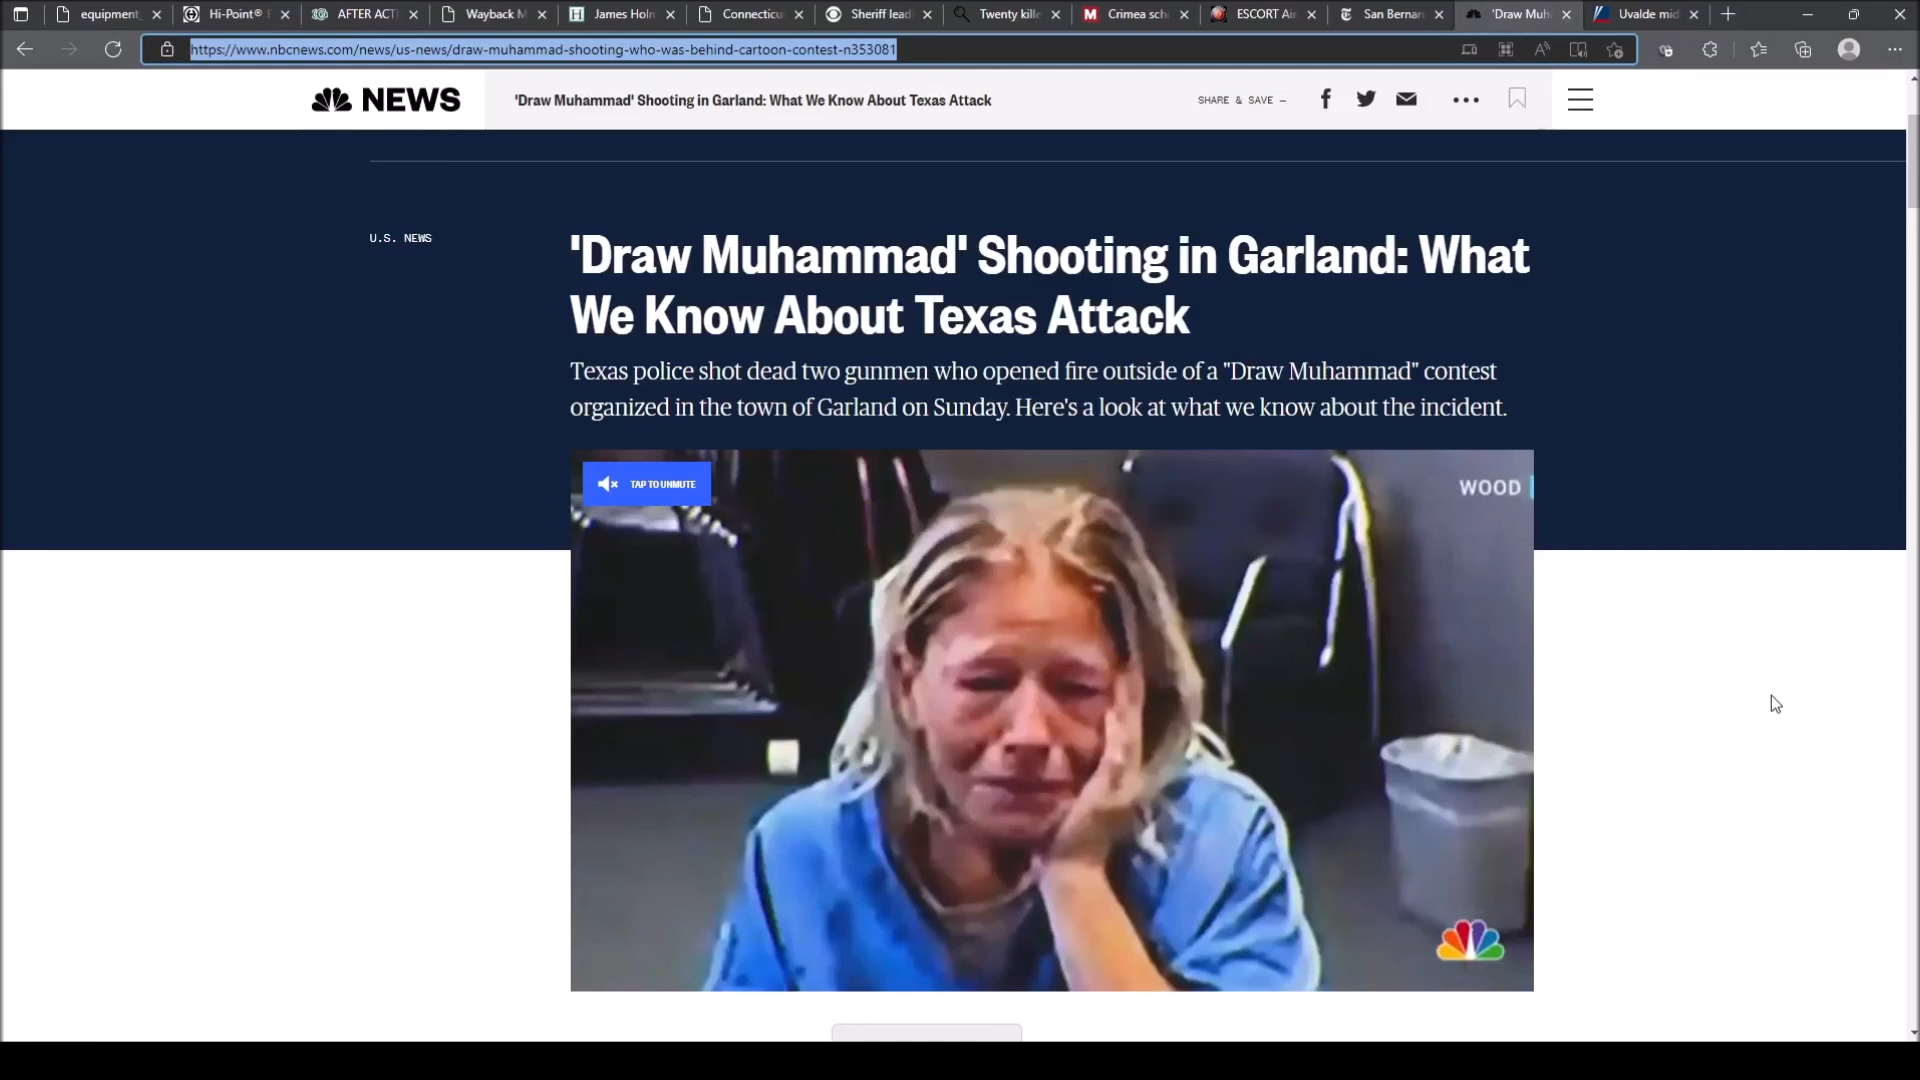 equipment_
Hi-Point®
AFTER ACTI
Wayback M
James Holm
Connecticu
Sheriff lead
Twenty kille
Crimea sch
ESCORT Air
San Bernar
'Draw Muh
Uvalde mid
https://www.nbcnews.com/news/us-news/draw-muhammad-shooting-who-was-behind-cartoon-contest-n353081
NEWS
'Draw Muhammad' Shooting in Garland: What We Know About Texas Attack
SHARE & SAVE —
U.S. NEWS
'Draw Muhammad' Shooting in Garland: What
We Know About Texas Attack
Texas police shot dead two gunmen who opened fire outside of a "Draw Muhammad" contest
organized in the town of Garland on Sunday. Here's a look at what we know about the incident.
TAP TO UNMUTE
WOOD